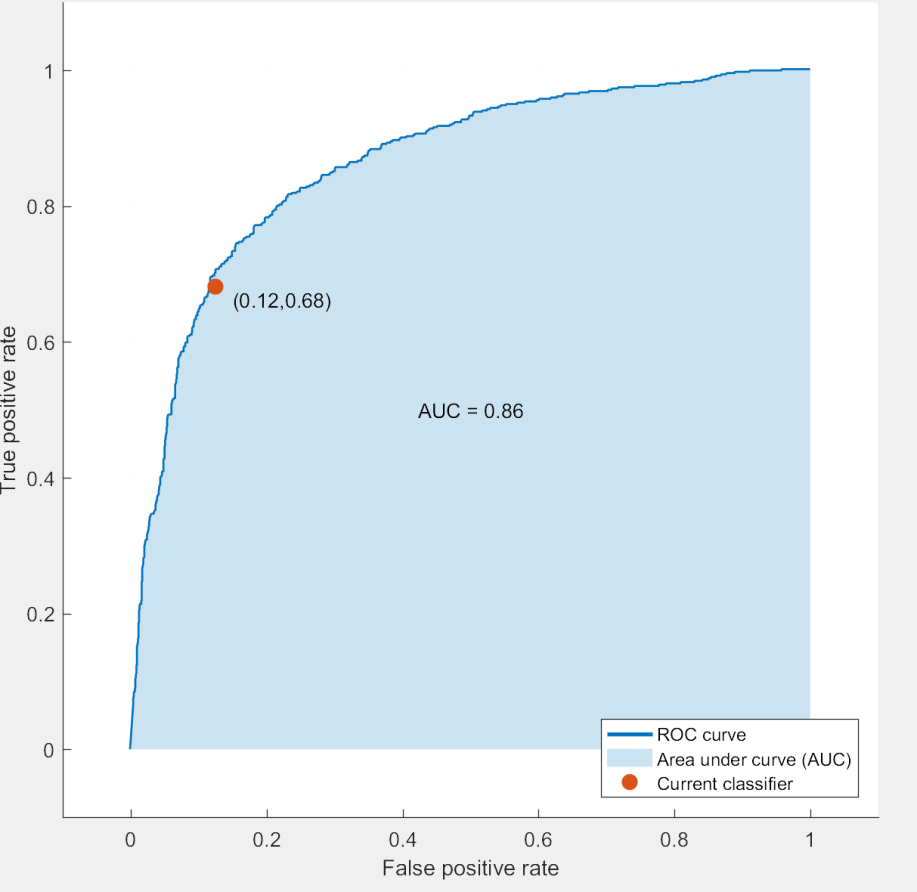 1
0.8
0.6
0.4
0.2
0
True positive rate
(0.12,0.68)
AUC = 0.86
ROC curve
Area under curve (AUC)
Current classifier
0 0.2 0.4 0.6 0.8 1
False positive rate